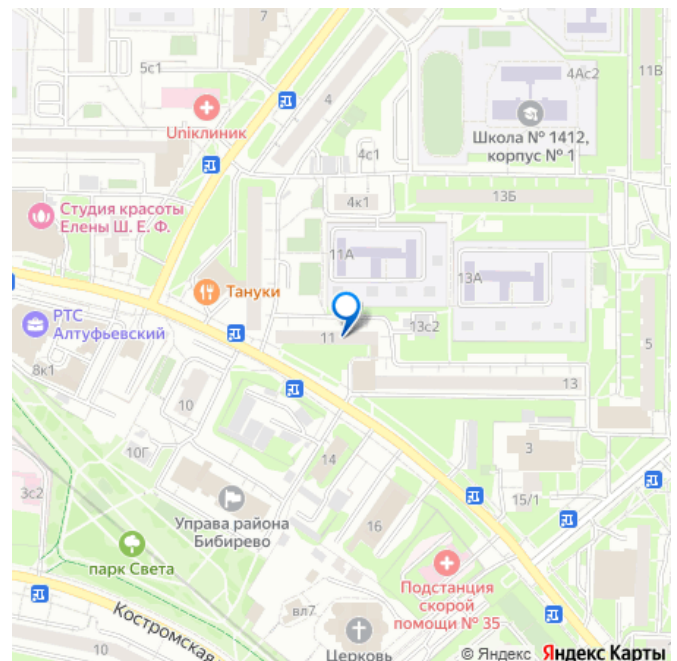 7
5с1
4Ас2
11В
4
Uniклиник
Школа № 1412,
корпус № 1
4с1
13Б
4к1
Студия красоты
Елены Ш. Е. Ф.
11А
13А
Тануки
РТС
Алтуфьевский
11
13с2
5
8к1
13
10
3
10Г
14
3с2
15/1
Управа района
Бибирево
16
парк Света
Подстанция
скорой
помощи № 35
вл7
Костромская
10
Церковь
© Яндекс Яндекс Карты